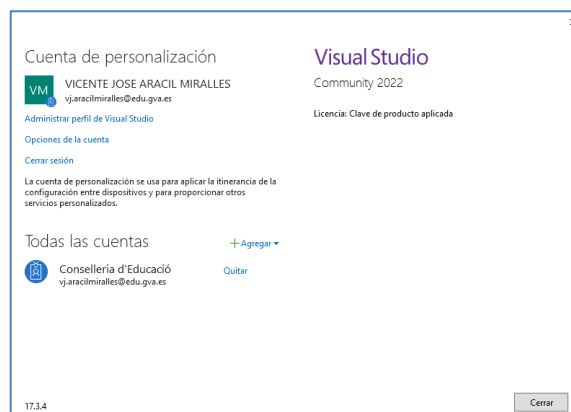 Cuenta de personalización
VM
VICENTE JOSE ARACIL MIRALLES
vj.aracilmiralles@edu.gva.es
Administrar perfil de Visual Studio
Opciones de la cuenta
Cerrar sesión
La cuenta de personalización se usa para aplicar la itinerancia de la
configuración entre dispositivos y para proporcionar otros
servicios personalizados.
Todas las cuentas
Agregar
Conselleria d'Educació
vj.aracilmiralles@edu.gva.es
Quitar
17.3.4
Visual Studio
Community 2022
Licencia: Clave de producto aplicada
Cerrar